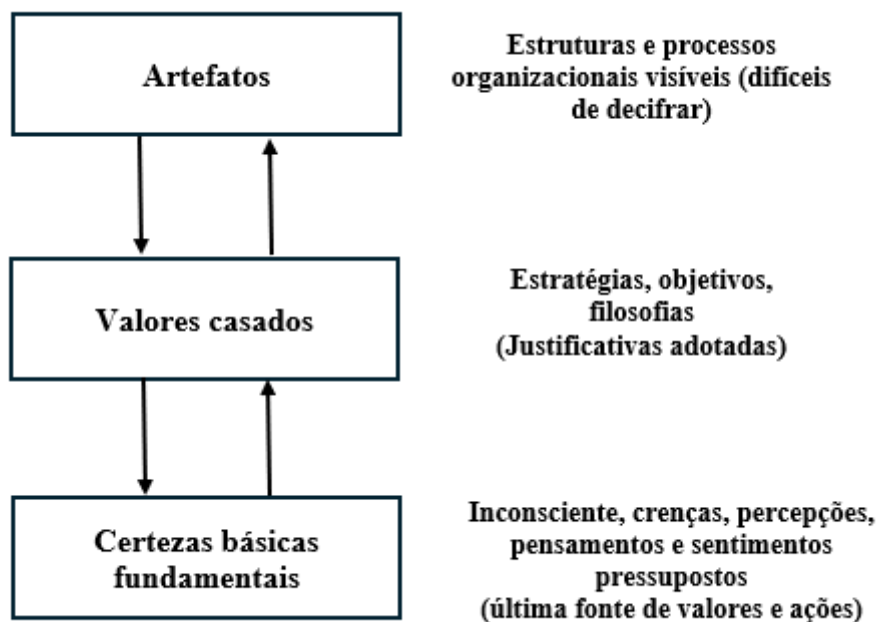 Artefatos
Estruturas e processos
organizacionais visíveis (difíceis
de decifrar)
Valores casados
Estratégias, objetivos,
filosofias
(Justificativas adotadas)
Certezas básicas
fundamentais
Inconsciente, crenças, percepções,
pensamentos e sentimentos
pressupostos
(última fonte de valores e ações)